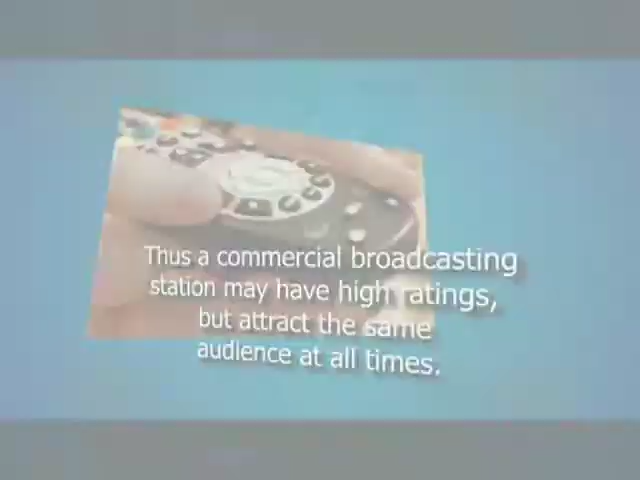 Thus a commercial broadcasting
station may have high ratings,
but attract the same
audience at all times.